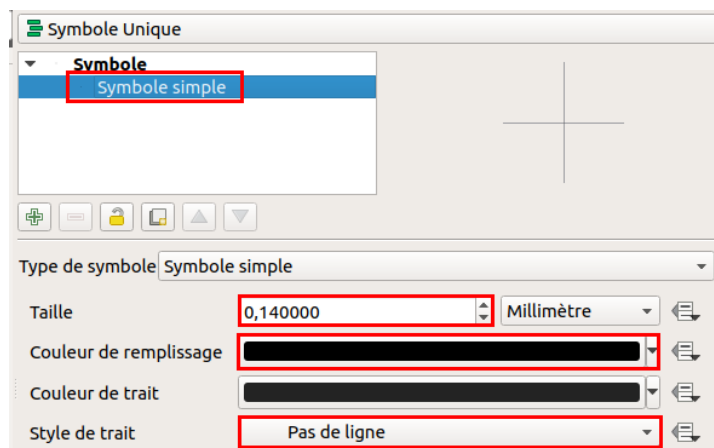 Symbole Unique
Symbole
Symbole simple
Type de symbole Symbole simple
Taille 0,140000 Millimètre
Couleur de remplissage
Couleur de trait
Style de trait Pas de ligne